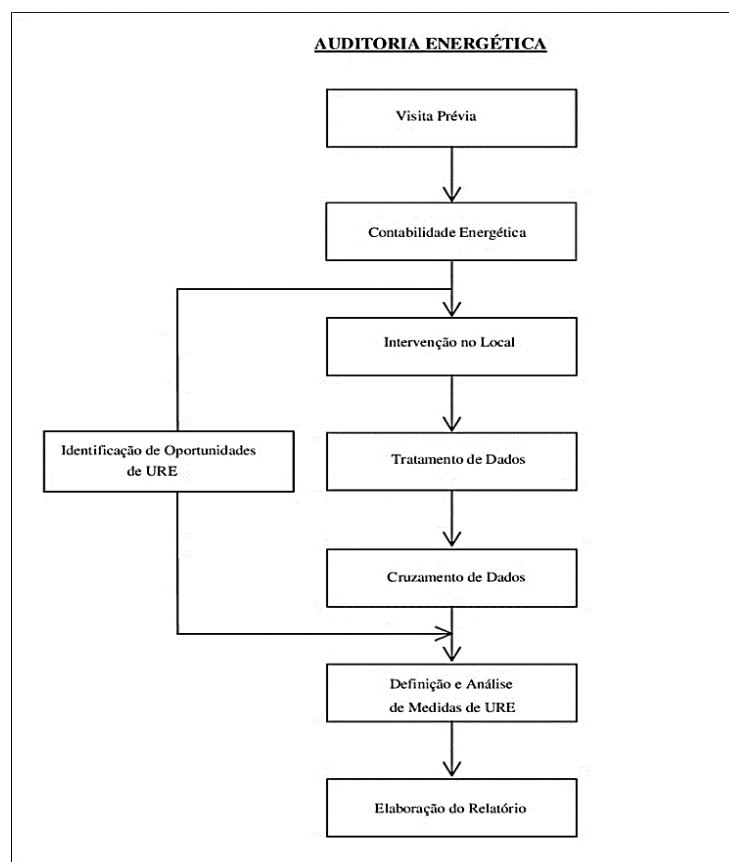 AUDITORIA ENERGÉTICA
Visita Prévia
Contabilidade Energética
Intervenção no Local
Identificação de Oportunidades
de URE
Tratamento de Dados
Cruzamento de Dados
Definição e Análise
de Medidas de URE
Elaboração do Relatório